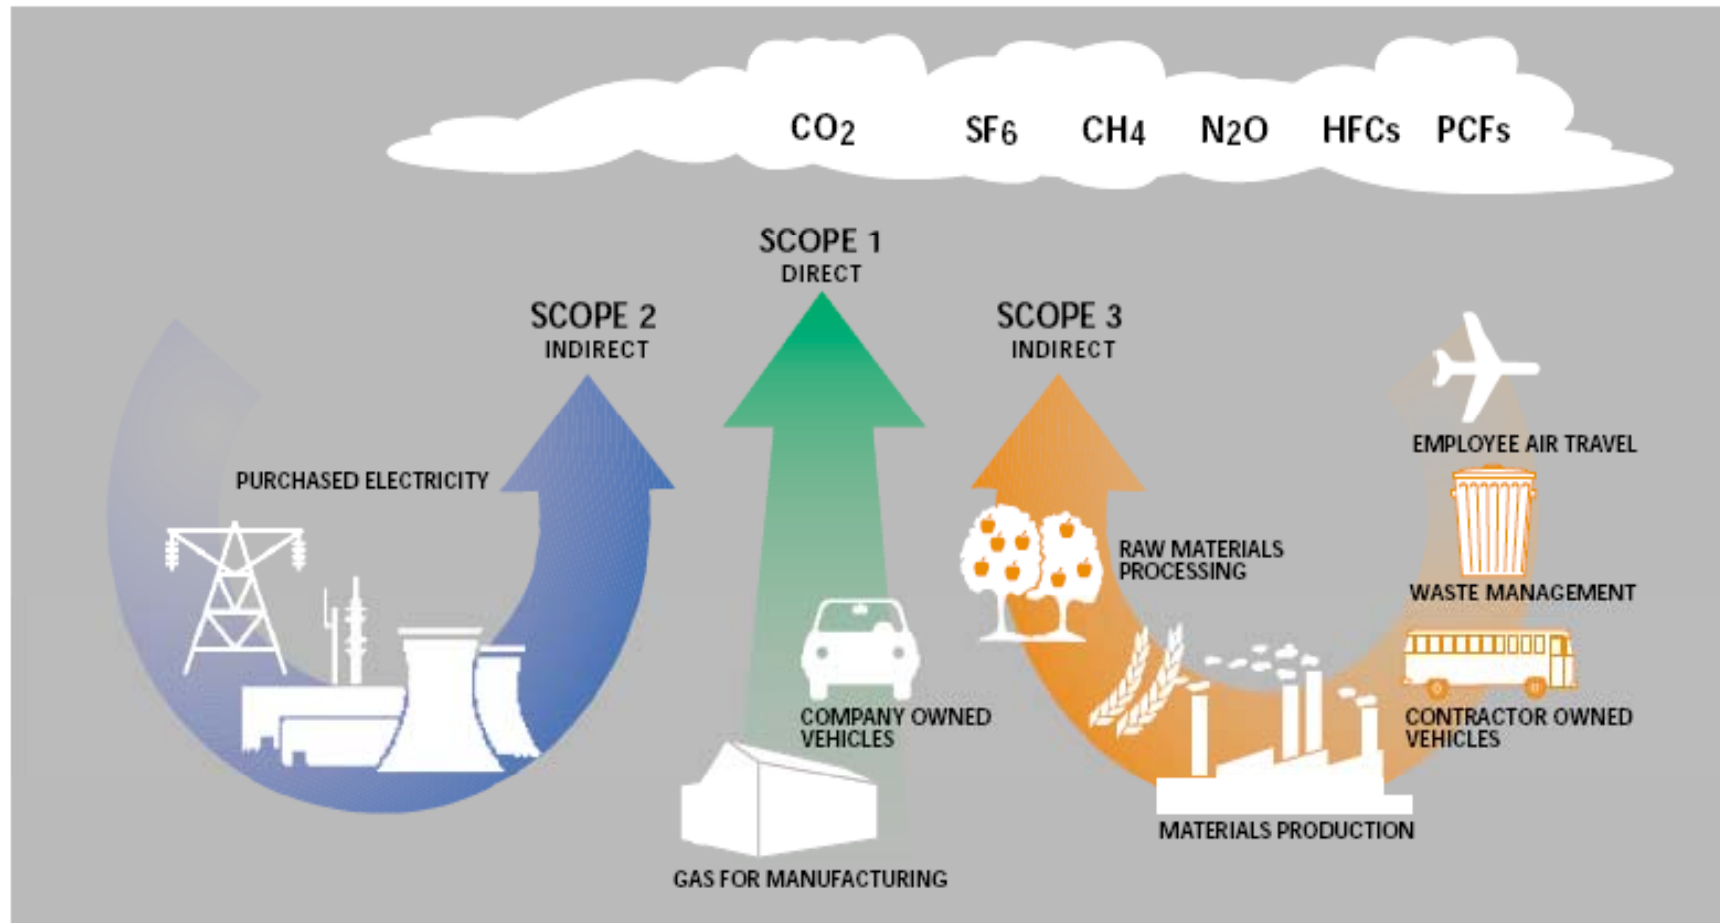 CO2 SF6 CH4 N2O HFCs PCFs
SCOPE 1
DIRECT
SCOPE 2
INDIRECT
SCOPE 3
INDIRECT
PURCHASED ELECTRICITY
COMPANY OWNED
VEHICLES
GAS FOR MANUFACTURING
RAW MATERIALS
PROCESSING
MATERIALS PRODUCTION
EMPLOYEE AIR TRAVEL
WASTE MANAGEMENT
CONTRACTOR OWNED
VEHICLES